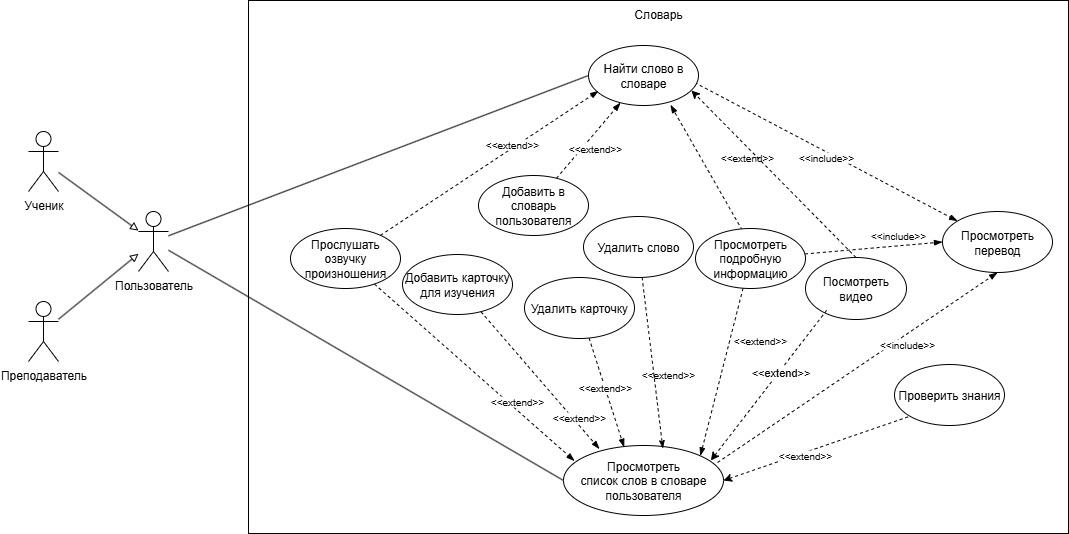 Словарь
Найти слово в
словаре
<<extend>>
<<extend>>
<<extend>>
<<include>>
Ученик
Добавить в
словарь
пользователя
Прослушать
озвучку
произношения
Удалить слово
Просмотреть
подробную
информацию
<<include>>
Просмотреть
перевод
Пользователь
Добавить карточку
для изучения
Удалить карточку
Посмотреть
видео
Преподаватель
<<extend>>
<<include>>
<<extend>>
<<extend>>
<<extend>>
<<extend>>
<<extend>>
Проверить знания
<<extend>>
Просмотреть
список слов в словаре
пользователя